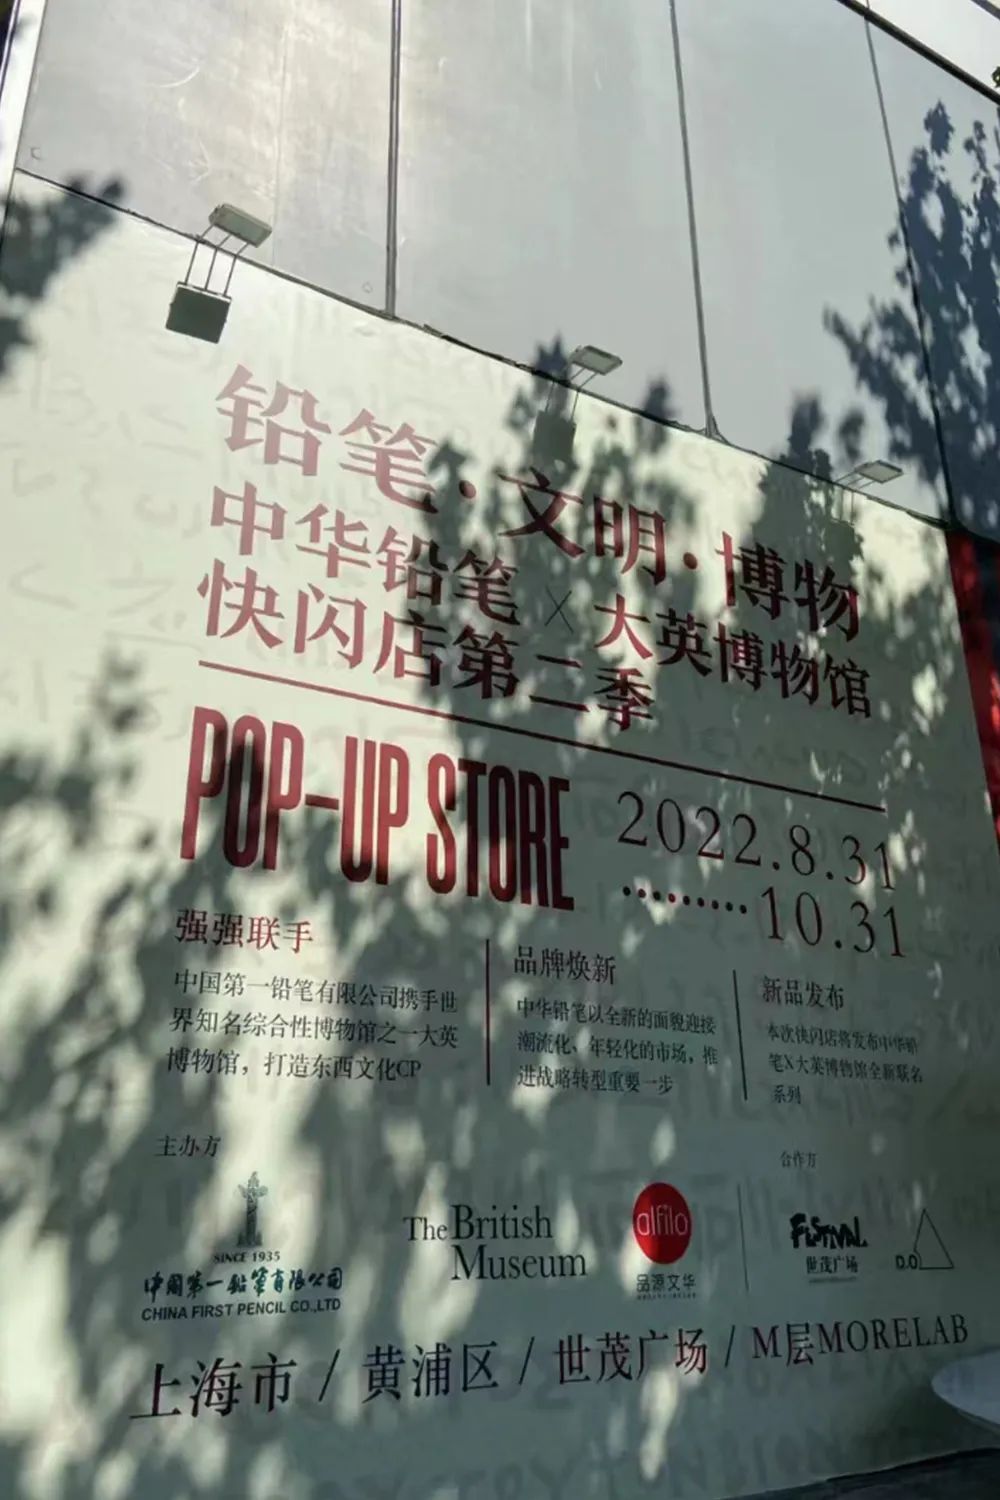 铅笔·文明·博物
中华铅笔×大英博物馆
快闪店第二季
POP-UP STORE
2022.8.31
·········10.31
强强联手
中国第一铅笔有限公司携手世
界知名综合性博物馆之一大英
博物馆，打造东西文化CP
品牌焕新
中华铅笔以全新的面貌迎接
潮流化、年轻化的市场，推
进战略转型重要一步
新品发布
本次快闪店将发布中华铅
笔X大英博物馆全新联名
系列
主办方
SINCE 1935
中国第一铅笔有限公司
CHINA FIRST PENCIL CO.,LTD
The British
Museum
alfilo
品源文华
合作方
FESTIVAL
世茂广场
D.O
上海市 / 黄浦区 / 世茂广场 / M层MORELAB